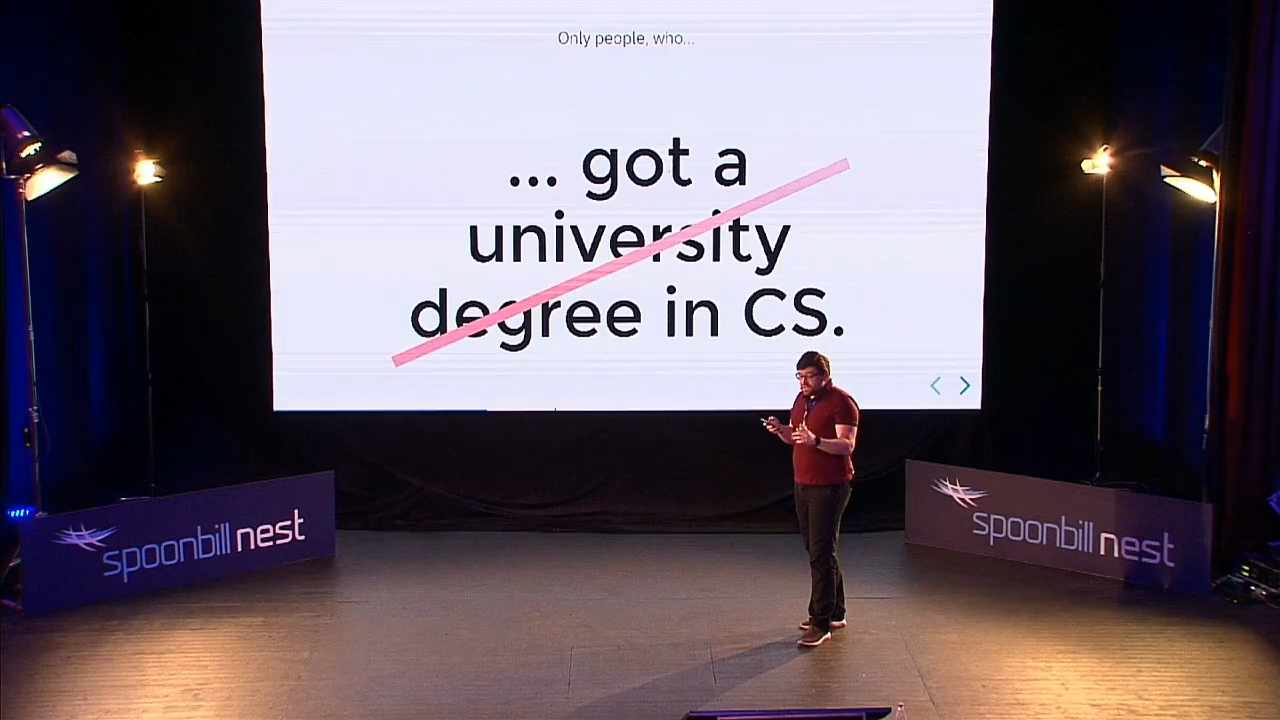 Only people, who...
... got a
university
degree in CS.
spoonbill nest
spoonbill nest